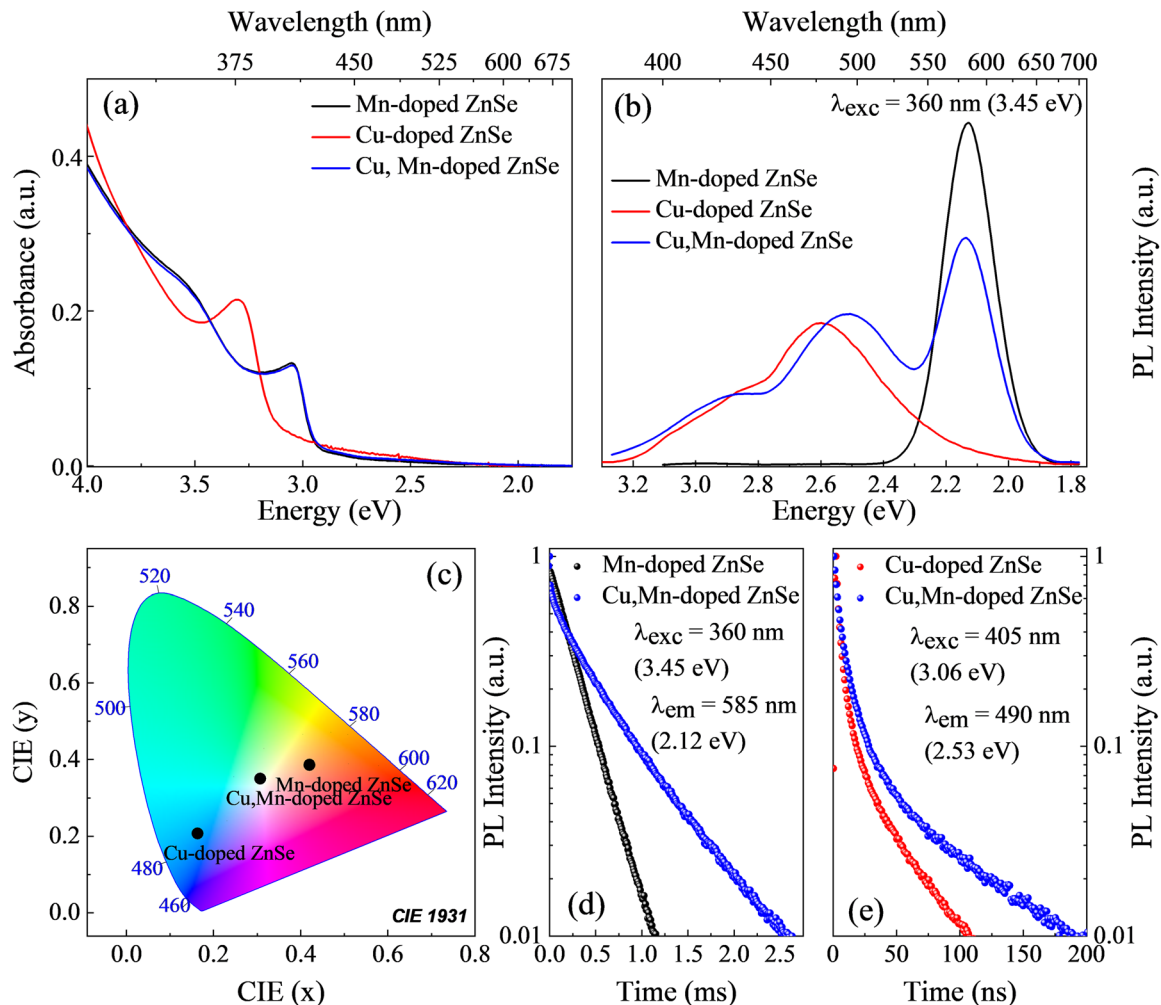 Wavelength (nm)
375 450 525 600 675
(a)
Mn-doped ZnSe
Cu-doped ZnSe
Cu, Mn-doped ZnSe
Absorbance (a.u.)
0.4
0.2
0.0
4.0 3.5 3.0 2.5 2.0
Energy (eV)
Wavelength (nm)
400 450 500 550 600 650 700
(b)
λexc = 360 nm (3.45 eV)
Mn-doped ZnSe
Cu-doped ZnSe
Cu,Mn-doped ZnSe
PL Intensity (a.u.)
3.2 3.0 2.8 2.6 2.4 2.2 2.0 1.8
Energy (eV)
(c)
CIE (y)
0.8
0.6
0.4
0.2
0.0
520
540
560
500
580
600
620
480
460
Mn-doped ZnSe
Cu,Mn-doped ZnSe
Cu-doped ZnSe
CIE 1931
0.0 0.2 0.4 0.6 0.8
CIE (x)
PL Intensity (a.u.)
1
0.1
0.01
Mn-doped ZnSe
Cu,Mn-doped ZnSe
λexc = 360 nm
(3.45 eV)
λem = 585 nm
(2.12 eV)
(d)
0.0 0.5 1.0 1.5 2.0 2.5
Time (ms)
Cu-doped ZnSe
Cu,Mn-doped ZnSe
λexc = 405 nm
(3.06 eV)
λem = 490 nm
(2.53 eV)
(e)
1
0.1
0.01
PL Intensity (a.u.)
0 50 100 150 200
Time (ns)